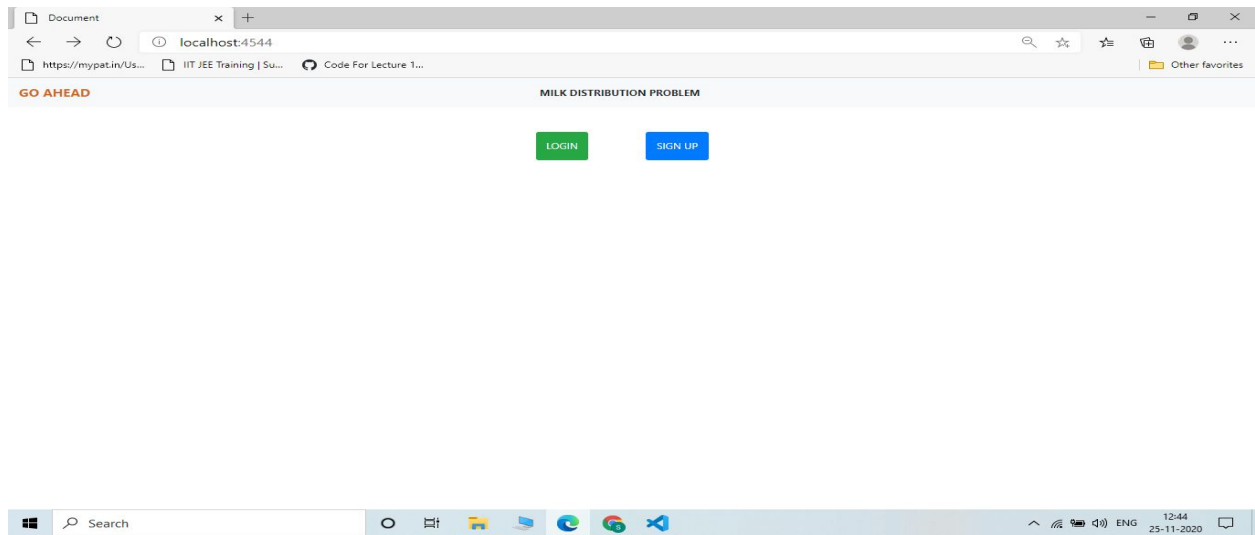 Document
localhost:4544
https://mypat.in/Us... IIT JEE Training | Su... Code For Lecture 1... Other favorites
GO AHEAD MILK DISTRIBUTION PROBLEM
LOGIN SIGN UP
Search ENG 12:44
25-11-2020